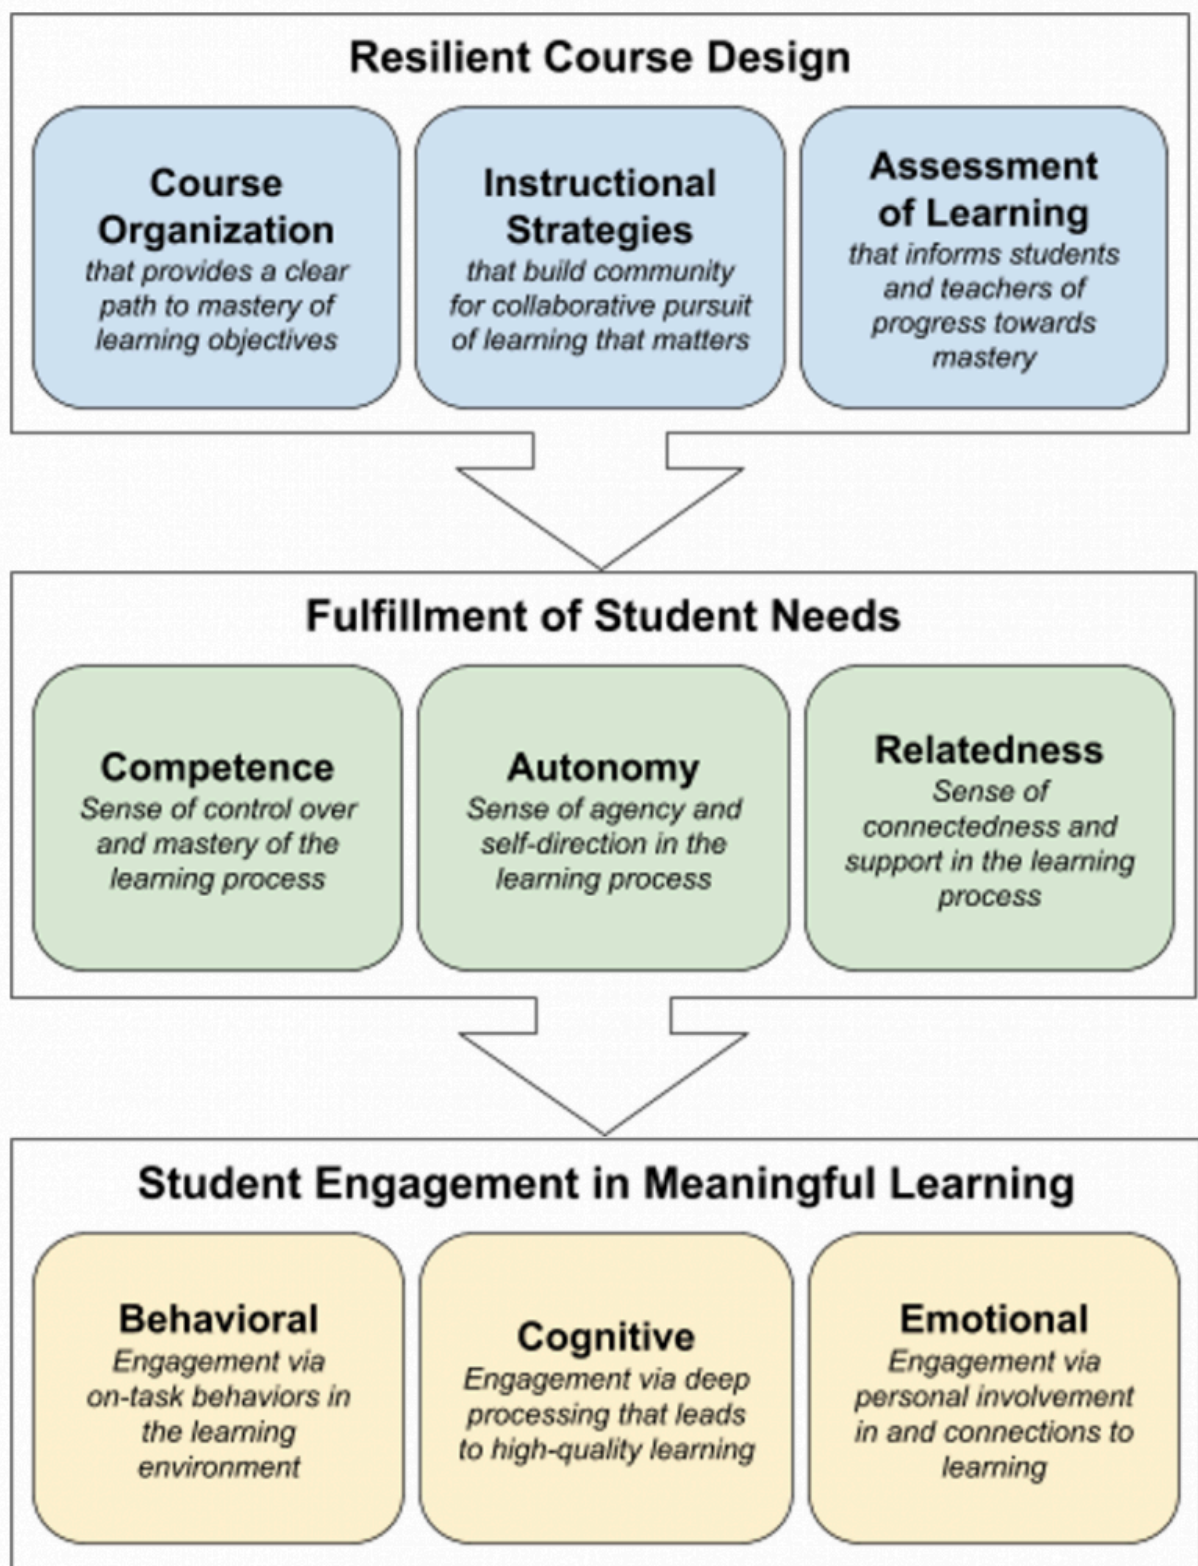 Resilient Course Design
Course
Organization
that provides a clear
path to mastery of
learning objectives
Instructional
Strategies
that build community
for collaborative pursuit
of learning that matters
Assessment
of Learning
that informs students
and teachers of
progress towards
mastery
Fulfillment of Student Needs
Competence
Sense of control over
and mastery of the
learning process
Autonomy
Sense of agency and
self-direction in the
learning process
Relatedness
Sense of
connectedness and
support in the learning
process
Student Engagement in Meaningful Learning
Behavioral
Engagement via
on-task behaviors in
the learning
environment
Cognitive
Engagement via deep
processing that leads
to high-quality learning
Emotional
Engagement via
personal involvement
in and connections to
learning